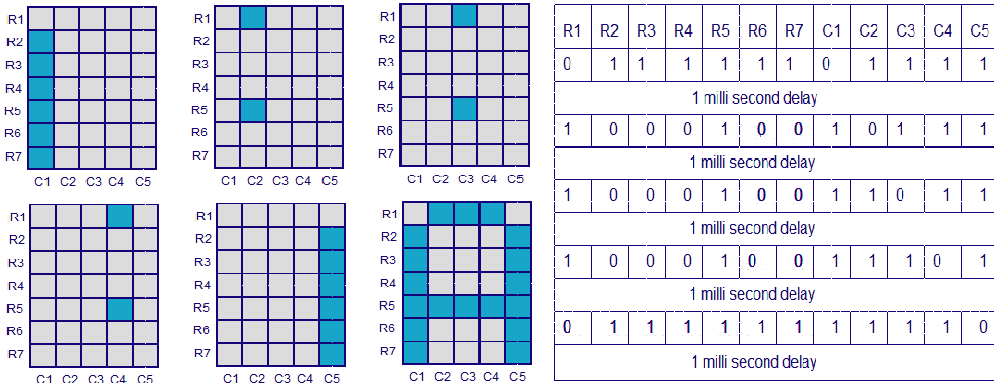 R1
R2
R3
R4
R5
R6
R7
C1 C2 C3 C4 C5
R1
R2
R3
R4
R5
R6
R7
C1 C2 C3 C4 C5
R1
R2
R3
R4
R5
R6
R7
C1 C2 C3 C4 C5
R1
R2
R3
R4
R5
R6
R7
C1 C2 C3 C4 C5
R1
R2
R3
R4
R5
R6
R7
C1 C2 C3 C4 C5
R1
R2
R3
R4
R5
R6
R7
C1 C2 C3 C4 C5
R1 R2 R3 R4 R5 R6 R7 C1 C2 C3 C4 C5
0 1 1 1 1 1 1 0 1 1 1 1
1 milli second delay
1 0 0 0 1 0 0 1 0 1 1 1
1 milli second delay
1 0 0 0 1 0 0 1 1 0 1 1
1 milli second delay
1 0 0 0 1 0 0 1 1 1 0 1
1 milli second delay
0 1 1 1 1 1 1 1 1 1 1 0
1 milli second delay